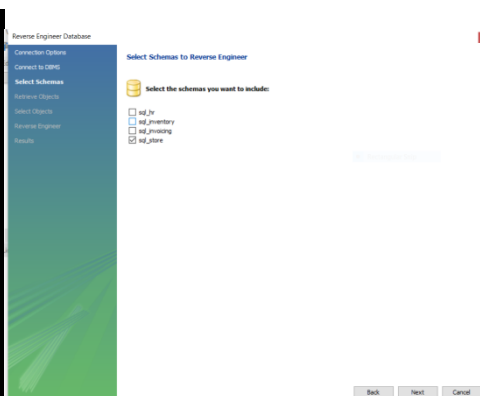 Reverse Engineer Database
Connection Options
Connect to DBMS
Select Schemas
Retrieve Objects
Select Objects
Reverse Engineer
Results
Select Schemas to Reverse Engineer
Select the schemas you want to include:
sql_hr
sql_inventory
sql_invoicing
sql_store
Back
Next
Cancel